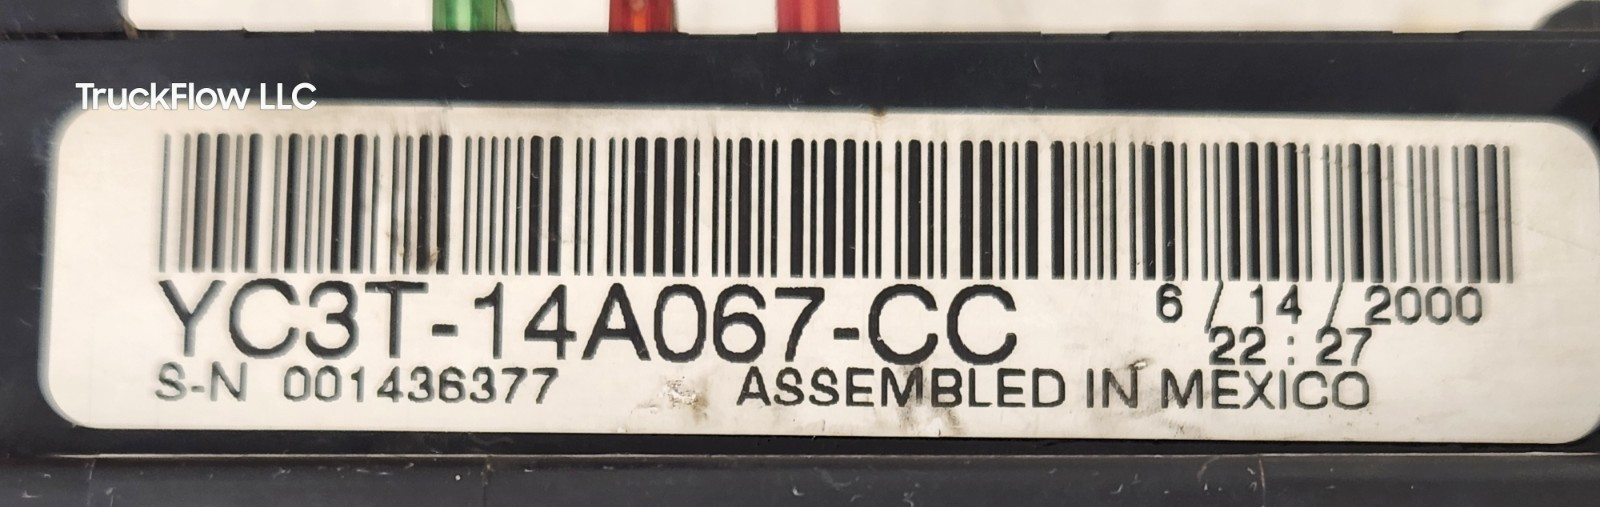 TruckFlow LLC
YC3T-14A067-CC
6 / 14 / 2000
22 : 27
S-N 001436377
ASSEMBLED IN MEXICO